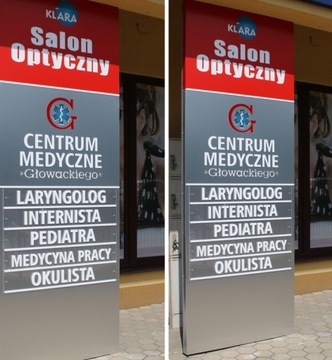 KLARA
Salon
Optyczny
CENTRUM
MEDYCZNE
»Głowackiego«
LARYNGOLOG
INTERNISTA
PEDIATRA
MEDYCYNA PRACY
OKULISTA
KLARA
Salon
Optyczny
CENTRUM
MEDYCZNE
»Głowackiego«
LARYNGOLOG
INTERNISTA
PEDIATRA
MEDYCYNA PRACY
OKULISTA